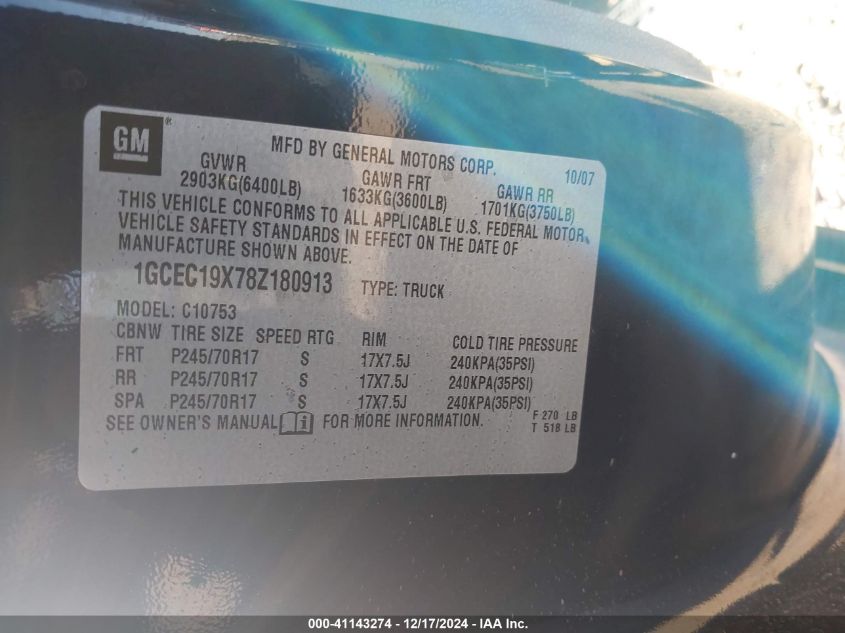 GM®
MFD BY GENERAL MOTORS CORP. 10/07
GVWR GAWR FRT GAWR RR
2903KG(6400LB) 1633KG(3600LB) 1701KG(3750LB)
THIS VEHICLE CONFORMS TO ALL APPLICABLE U.S. FEDERAL MOTOR
VEHICLE SAFETY STANDARDS IN EFFECT ON THE DATE OF
MANUFACTURE SHOWN ABOVE.
1GCEC19X78Z180913 TYPE: TRUCK
MODEL: C10753
CBNW TIRE SIZE SPEED RTG RIM COLD TIRE PRESSURE
FRT P245/70R17 S 17X7.5J 240KPA(35PSI)
RR P245/70R17 S 17X7.5J 240KPA(35PSI)
SPA P245/70R17 S 17X7.5J 240KPA(35PSI)
SEE OWNER'S MANUAL i FOR MORE INFORMATION. F 270 LB
T 518 LB
000-41143274 - 12/17/2024 - IAA Inc.